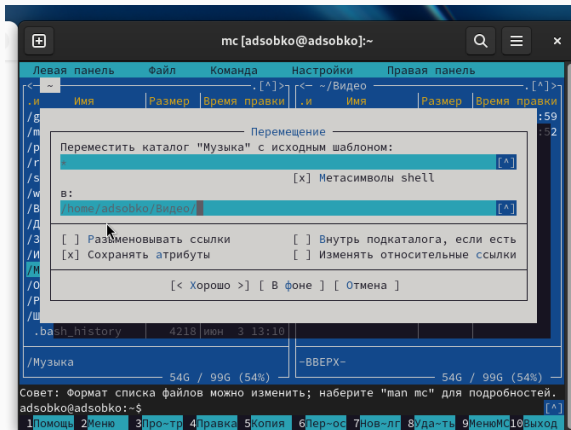 mc [adsobko@adsobko]:~
Левая панель Файл Команда Настройки Правая панель
<— ~ .[^]> <— ~/Видео .[^]>
.и Имя Размер Время правки .и Имя Размер Время правки
/g :59
/m :52
/p
/r
/s
/w
/В
/Д
/З
/И
/М
/О
/Р
/Ш
Перемещение
Переместить каталог "Музыка" с исходным шаблоном:
* [^]
[x] Метасимволы shell
в:
/home/adsobko/Видео/ [^]
[ ] Разыменовывать ссылки [ ] Внутрь подкаталога, если есть
[x] Сохранять атрибуты [ ] Изменять относительные ссылки
[< Хорошо >] [ В фоне ] [ Отмена ]
.bash_history 4218 июн 3 13:10
/Музыка -ВВЕРХ-
54G / 99G (54%) 54G / 99G (54%)
Совет: Формат списка файлов можно изменить; наберите "man mc" для подробностей.
adsobko@adsobko:~$ [^]
1Помощь 2Меню 3Про~тр 4Правка 5Копия 6Пер~ос 7Нов~лг 8Уда~ть 9МенюMC 10Выход